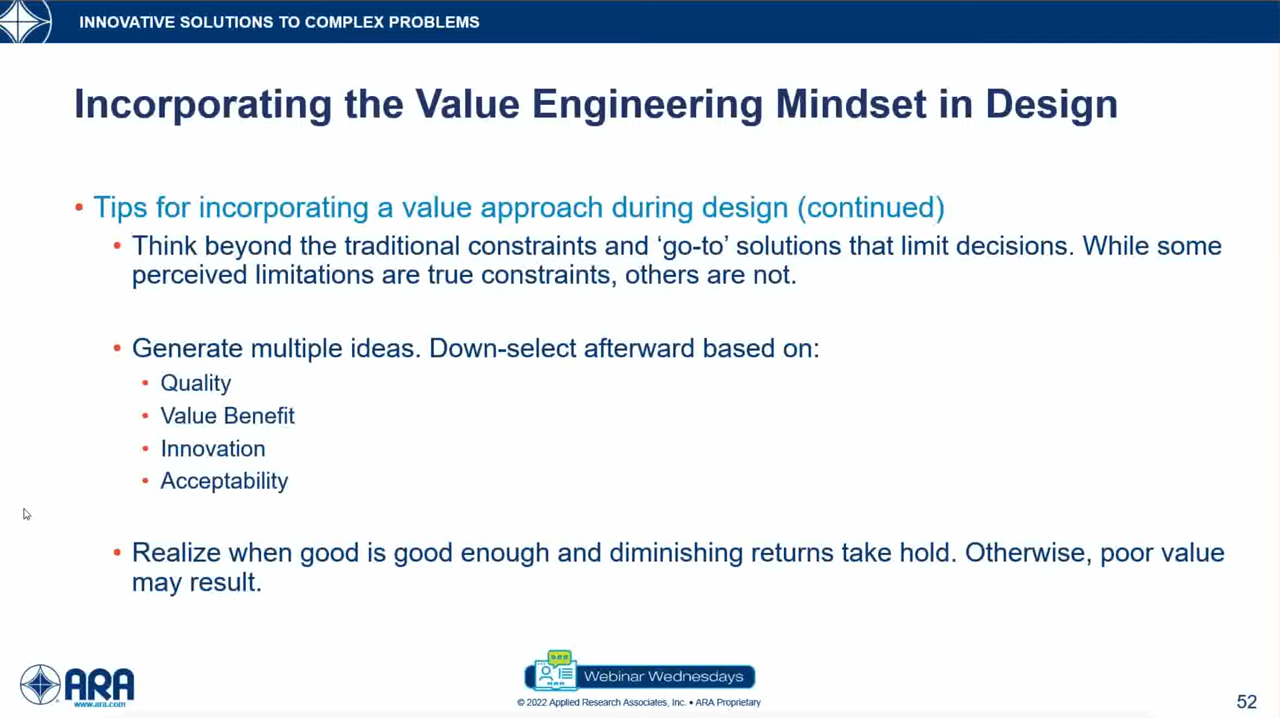 INNOVATIVE SOLUTIONS TO COMPLEX PROBLEMS
Incorporating the Value Engineering Mindset in Design
• Tips for incorporating a value approach during design (continued)
• Think beyond the traditional constraints and ‘go-to’ solutions that limit decisions. While some
perceived limitations are true constraints, others are not.
• Generate multiple ideas. Down-select afterward based on:
• Quality
• Value Benefit
• Innovation
• Acceptability
• Realize when good is good enough and diminishing returns take hold. Otherwise, poor value
may result.
ARA
www.ara.com
Webinar Wednesdays
© 2022 Applied Research Associates, Inc. • ARA Proprietary
52